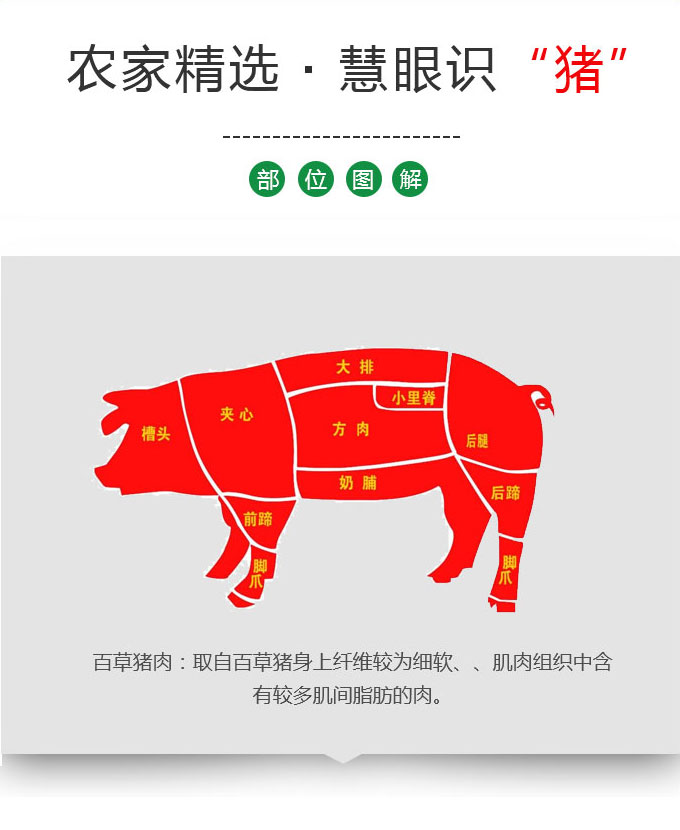 农家精选·慧眼识“猪”
部位图解
大排
小里脊
夹心
槽头
方肉
后腿
奶脯
后蹄
前蹄
脚爪
脚爪
百草猪肉：取自百草猪身上纤维较为细软、、肌肉组织中含
有较多肌间脂肪的肉。